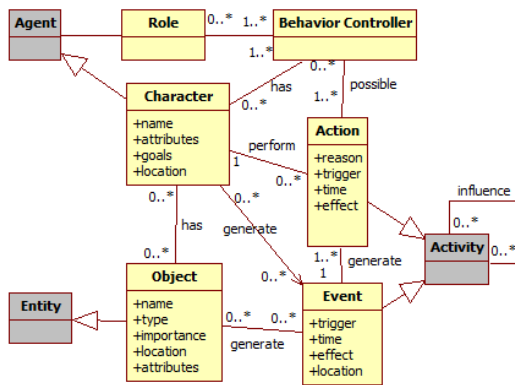 Agent
Role
0..*
1..*
Behavior Controller
1..*
0..*
has
0..*
possible
1..*
Character
+name
+attributes
+goals
+location
perform
1
0..*
Action
+reason
+trigger
+time
+effect
influence
0..*
0..*
Activity
0..*
has
0..*
0..*
generate
0..*
1..*
1
generate
Object
+name
+type
+importance
+location
+attributes
Entity
0..*
0..*
generate
Event
+trigger
+time
+effect
+location